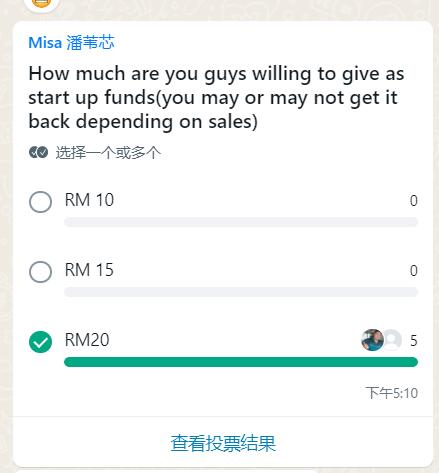 Misa 潘苇芯
How much are you guys willing to give as
start up funds(you may or may not get it
back depending on sales)
选择一个或多个
RM 10
0
RM 15
0
RM20
5
下午5:10
查看投票结果